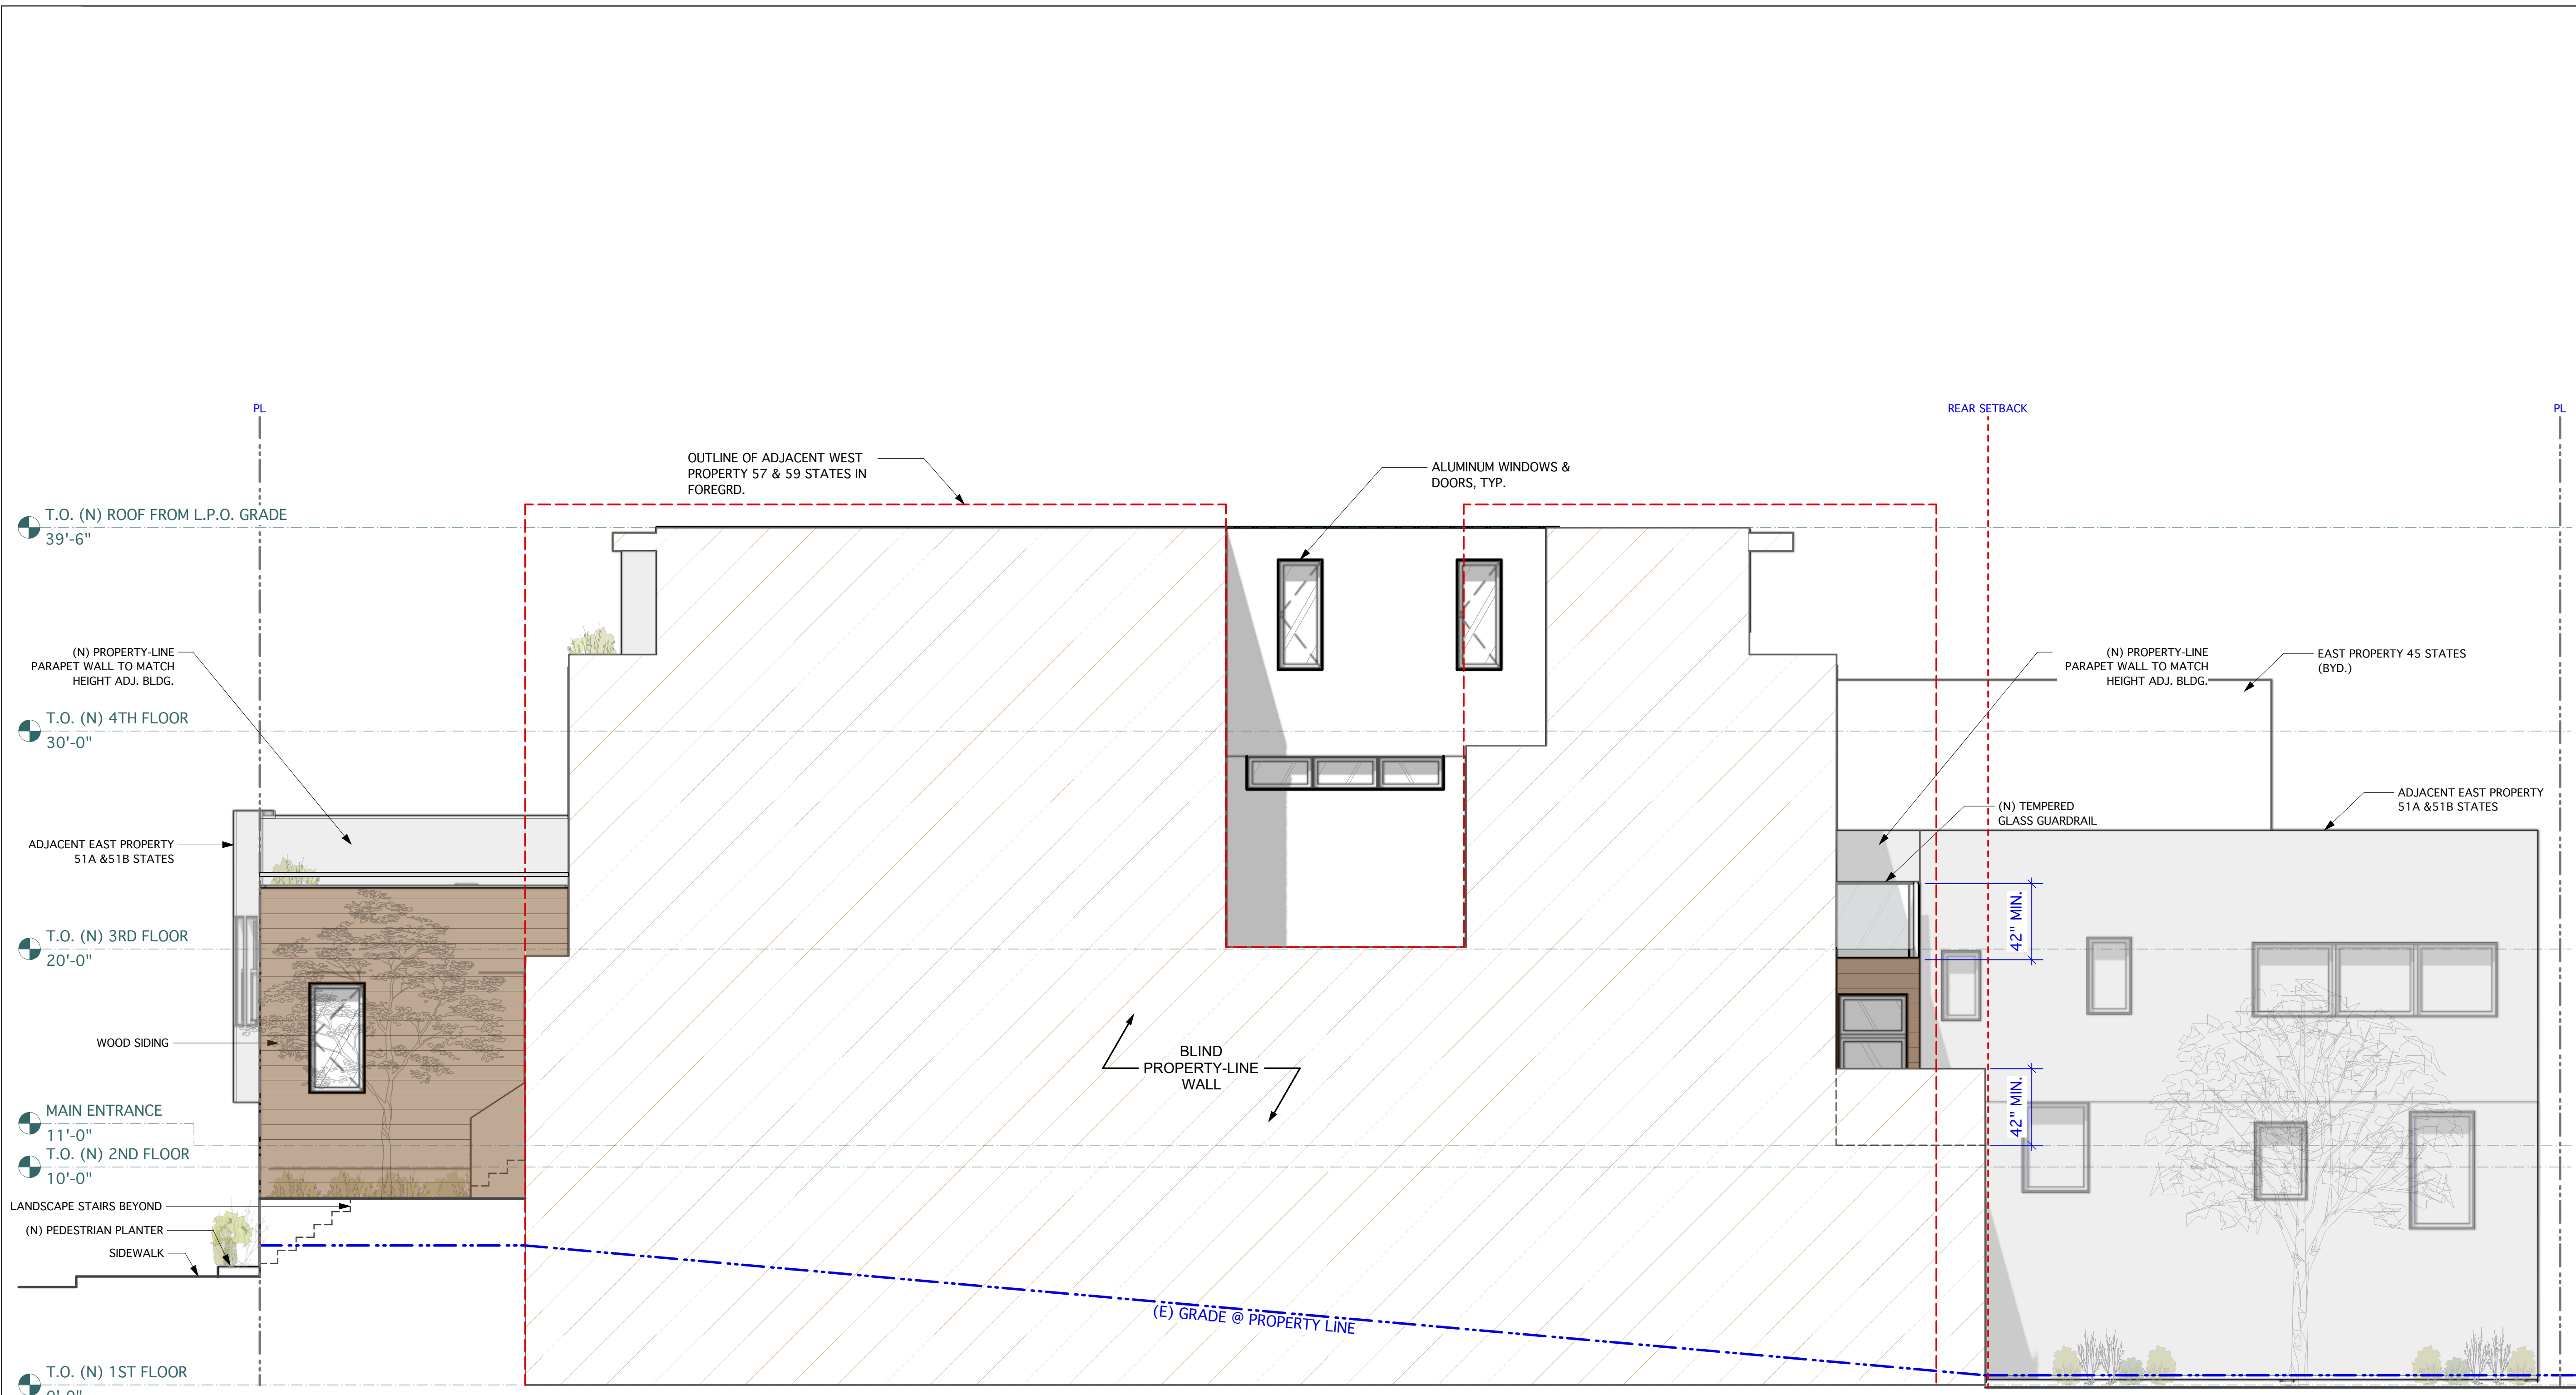 PL
REAR SETBACK
PL
OUTLINE OF ADJACENT WEST
PROPERTY 57 & 59 STATES IN
FOREGRD.
ALUMINUM WINDOWS &
DOORS, TYP.
T.O. (N) ROOF FROM L.P.O. GRADE
39'-6"
(N) PROPERTY-LINE
PARAPET WALL TO MATCH
HEIGHT ADJ. BLDG.
(N) PROPERTY-LINE
PARAPET WALL TO MATCH
HEIGHT ADJ. BLDG.
EAST PROPERTY 45 STATES
(BYD.)
T.O. (N) 4TH FLOOR
30'-0"
ADJACENT EAST PROPERTY
51A &51B STATES
(N) TEMPERED
GLASS GUARDRAIL
ADJACENT EAST PROPERTY
51A &51B STATES
42" MIN.
T.O. (N) 3RD FLOOR
20'-0"
WOOD SIDING
BLIND
PROPERTY-LINE
WALL
42" MIN.
MAIN ENTRANCE
11'-0"
T.O. (N) 2ND FLOOR
10'-0"
LANDSCAPE STAIRS BEYOND
(N) PEDESTRIAN PLANTER
SIDEWALK
(E) GRADE @ PROPERTY LINE
T.O. (N) 1ST FLOOR
0'-0"